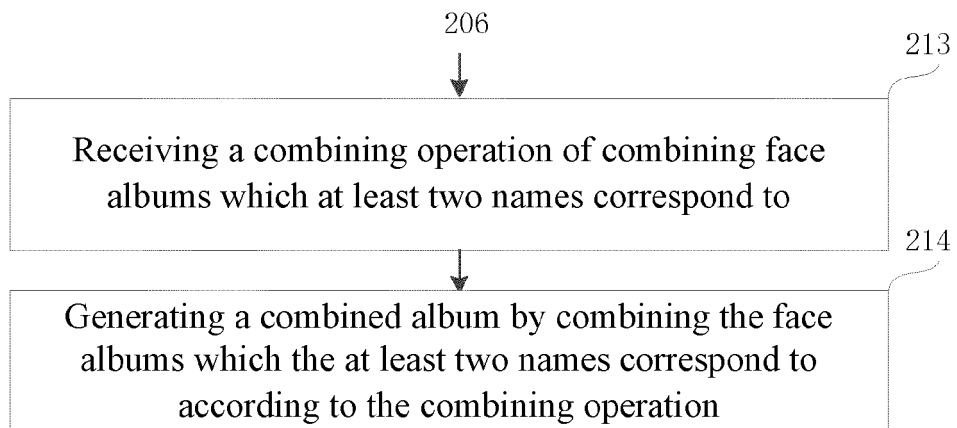 206
213
Receiving a combining operation of combining face
albums which at least two names correspond to
214
Generating a combined album by combining the face
albums which the at least two names correspond to
according to the combining operation